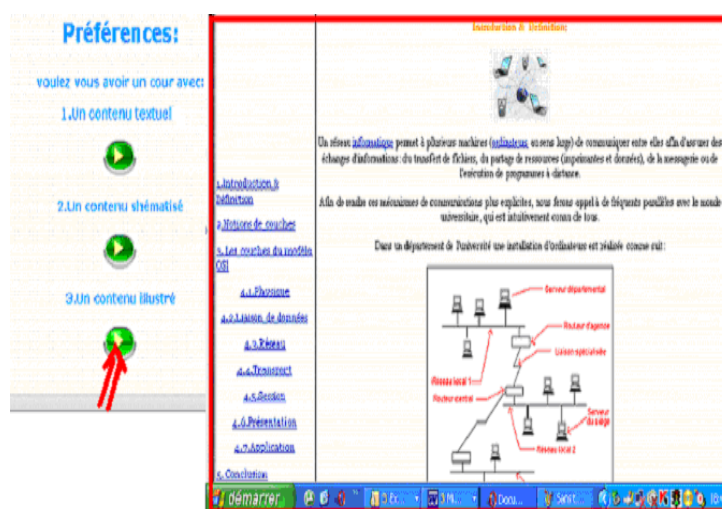 Préférences:
voulez vous avoir un cour avec:
1.Un contenu textuel
2.Un contenu shématisé
3.Un contenu illustré
1.Introduction & Définition
2.Notions de couches
3.Les couches du modèle OSI
4.1.Physique
4.2.Liaison de données
4.3.Réseau
4.4.Transport
4.5.Session
4.6.Présentation
4.7.Application
5. Conclusion
Introduction & Définition:
Un réseau informatique permet à plusieurs machines (ordinateurs, au sens large) de communiquer entre elles afin d'assurer des
échanges d'informations: du transfert de fichiers, du partage de ressources (imprimantes et données), de la messagerie ou de
l'exécution de programmes à distance.
Afin de rendre ces mécanismes de communications plus explicites, nous ferons appel à de fréquents parallèles avec le monde
universitaire, qui est intuitivement connu de tous.
Dans un département de l'université une installation d'ordinateurs est réalisée comme suit:
Serveur départemental
Routeur d'agence
Liaison spécialisée
Réseau local 1
Routeur central
Serveur du siège
Réseau local 2
démarrer
Docu...